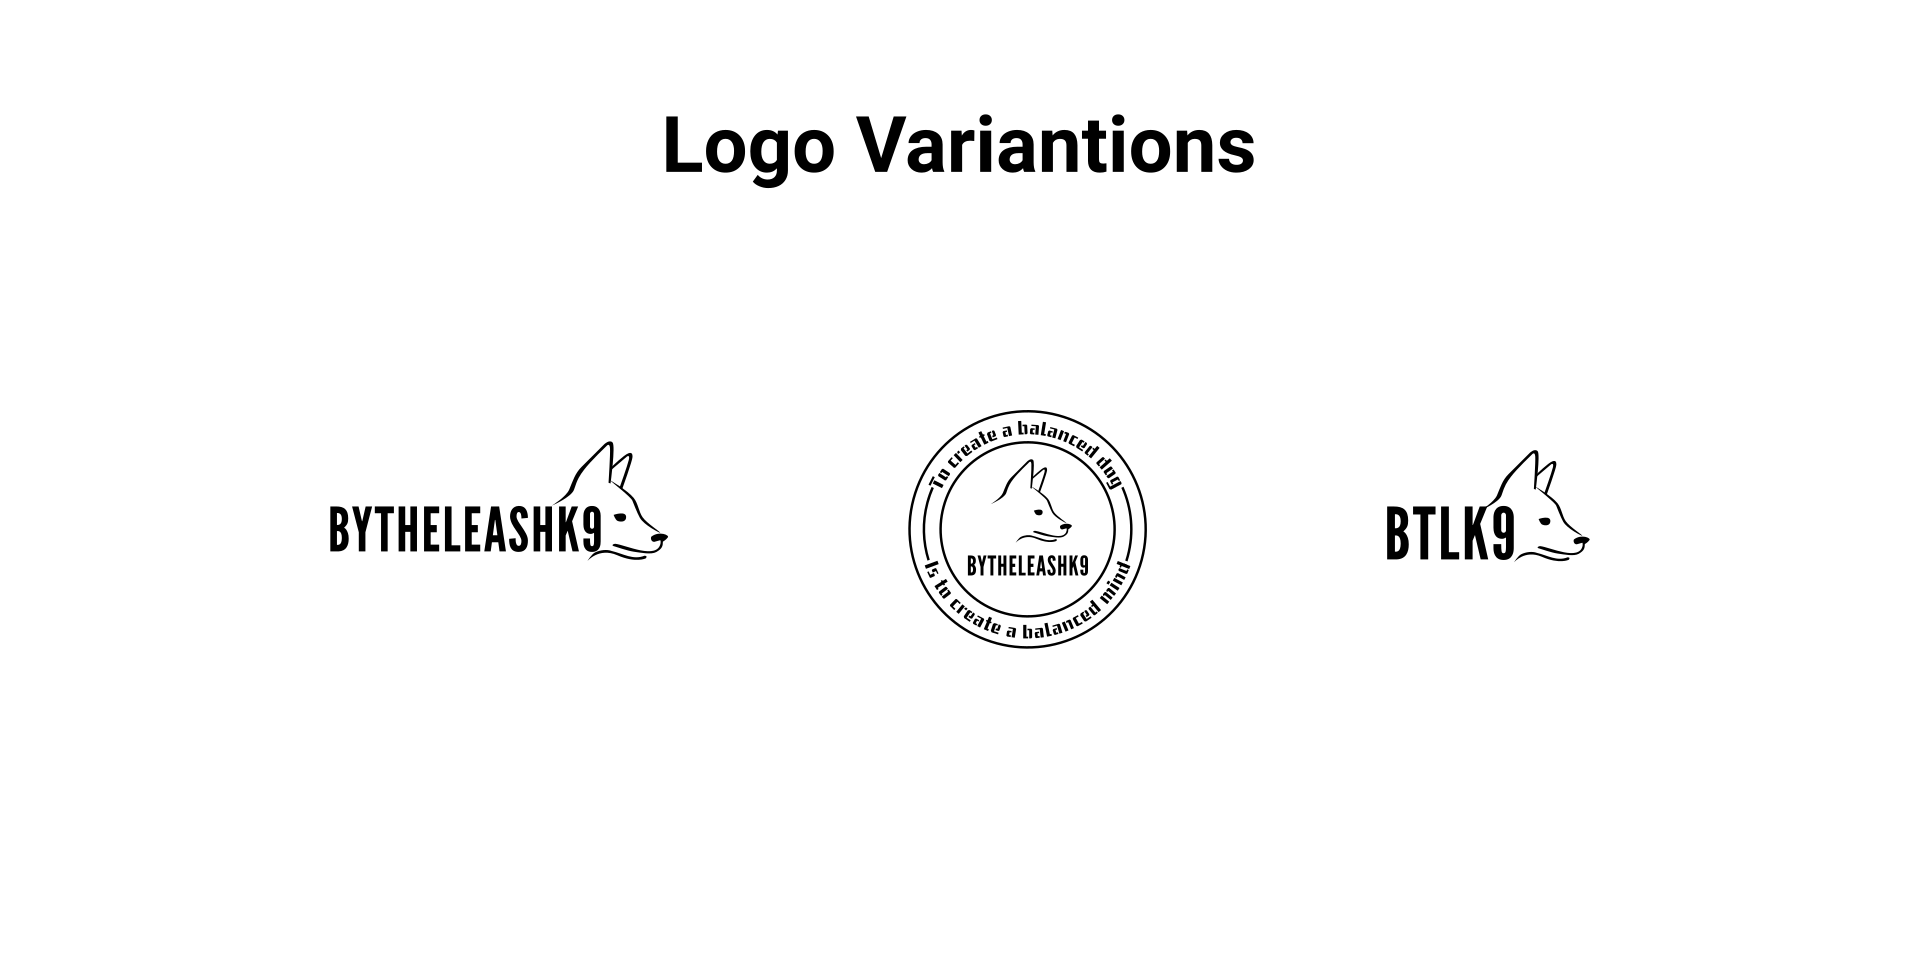 Logo Variantions
BYTHELEASHK9
To create a balanced dog
BYTHELEASHK9
Is to create a balanced mind
BTLK9